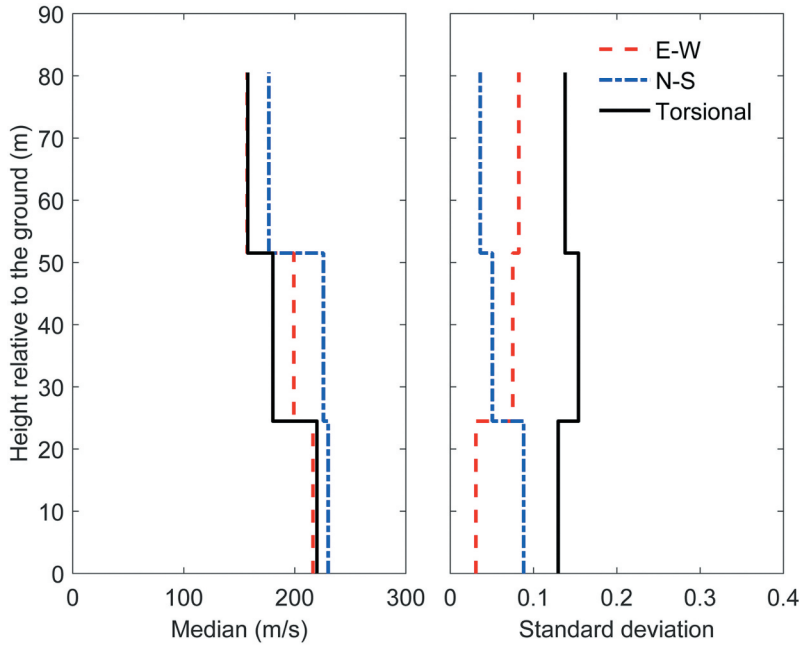 Height relative to the ground (m)
90
80
70
60
50
40
30
20
10
0
0 100 200 300
Median (m/s)
E-W
N-S
Torsional
0 0.1 0.2 0.3 0.4
Standard deviation